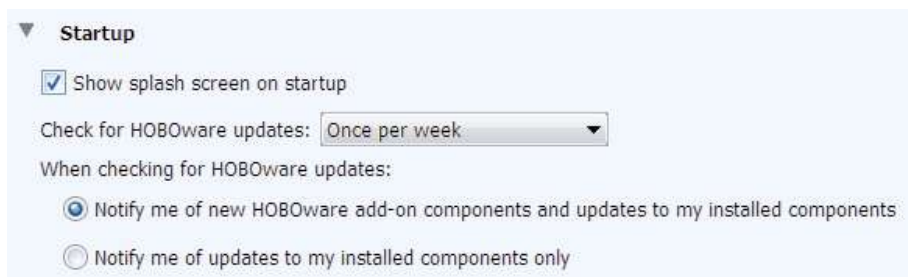 Startup
Show splash screen on startup
Check for HOBOware updates: Once per week
When checking for HOBOware updates:
Notify me of new HOBOware add-on components and updates to my installed components
Notify me of updates to my installed components only